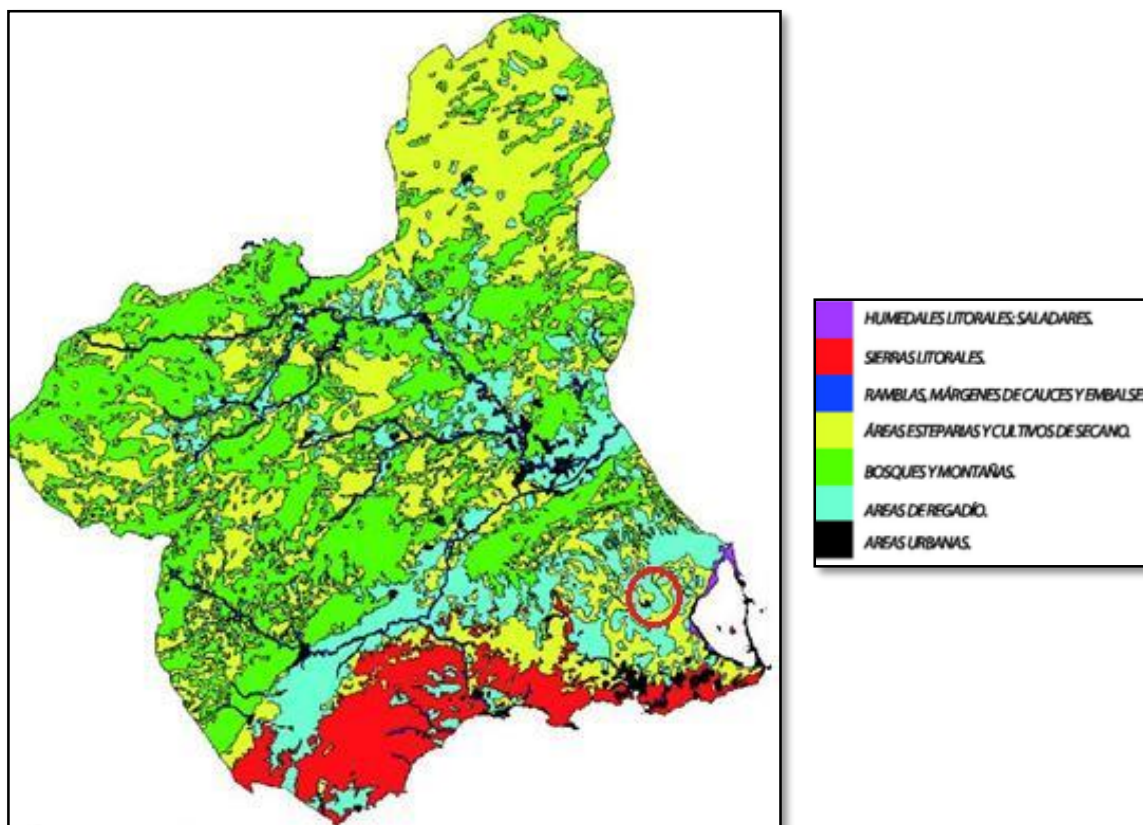 HUMEDALES LITORALES: SALADARES.
SIERRAS LITORALES.
RAMBLAS, MÁRGENES DE CAUCES Y EMBALSE
ÁREAS ESTEPARIAS Y CULTIVOS DE SECANO.
BOSQUES Y MONTAÑAS.
AREAS DE REGADÍO.
AREAS URBANAS.